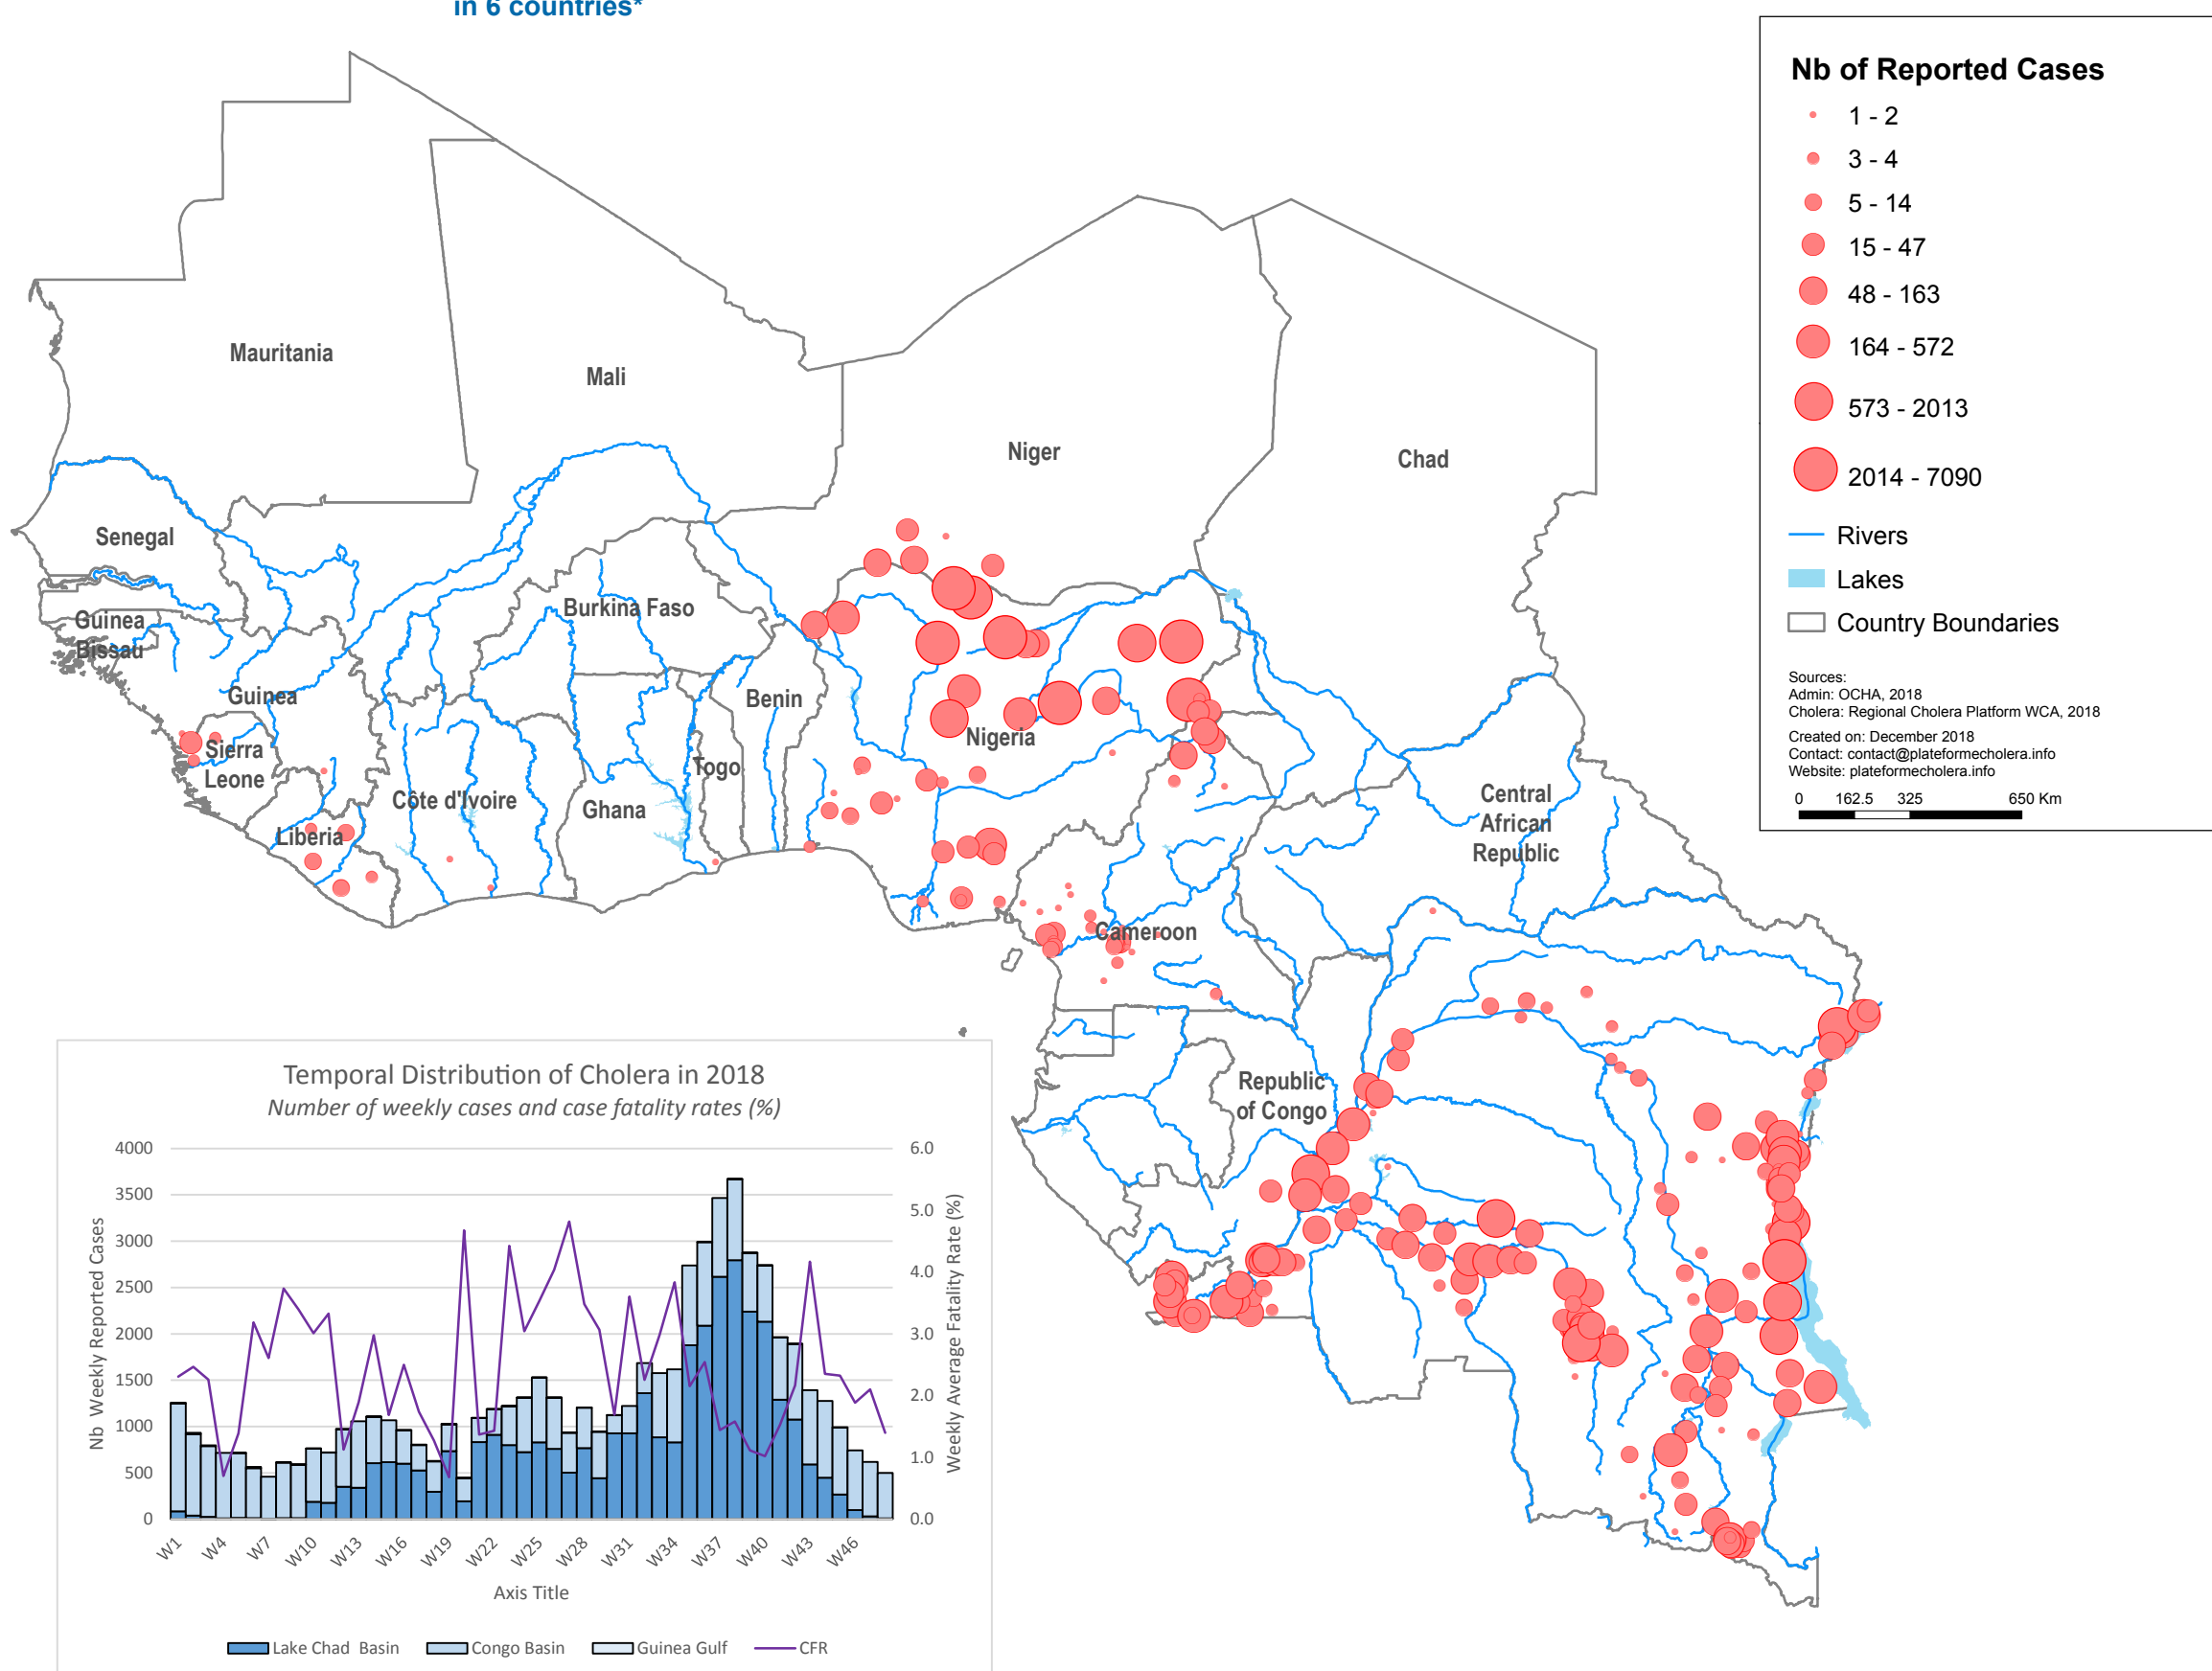 in 6 countries*
Nb of Reported Cases
1 - 2
3 - 4
5 - 14
15 - 47
48 - 163
164 - 572
573 - 2013
2014 - 7090
Rivers
Lakes
Country Boundaries
Sources:
Admin: OCHA, 2018
Cholera: Regional Cholera Platform WCA, 2018
Created on: December 2018
Contact: contact@plateformecholera.info
Website: plateformecholera.info
0 162.5 325 650 Km
Mauritania
Mali
Niger
Chad
Senegal
Guinea
Bissau
Burkina Faso
Guinea
Benin
Nigeria
Sierra
Leone
Togo
Côte d'Ivoire
Ghana
Liberia
Central
African
Republic
Cameroon
Republic
of Congo
Temporal Distribution of Cholera in 2018
Number of weekly cases and case fatality rates (%)
Nb Weekly Reported Cases
4000
3500
3000
2500
2000
1500
1000
500
0
6.0
5.0
4.0
3.0
2.0
1.0
0.0
Weekly Average Fatality Rate (%)
W1 W4 W7 W10 W13 W16 W19 W22 W25 W28 W31 W34 W37 W40 W43 W46
Axis Title
Lake Chad Basin Congo Basin Guinea Gulf CFR